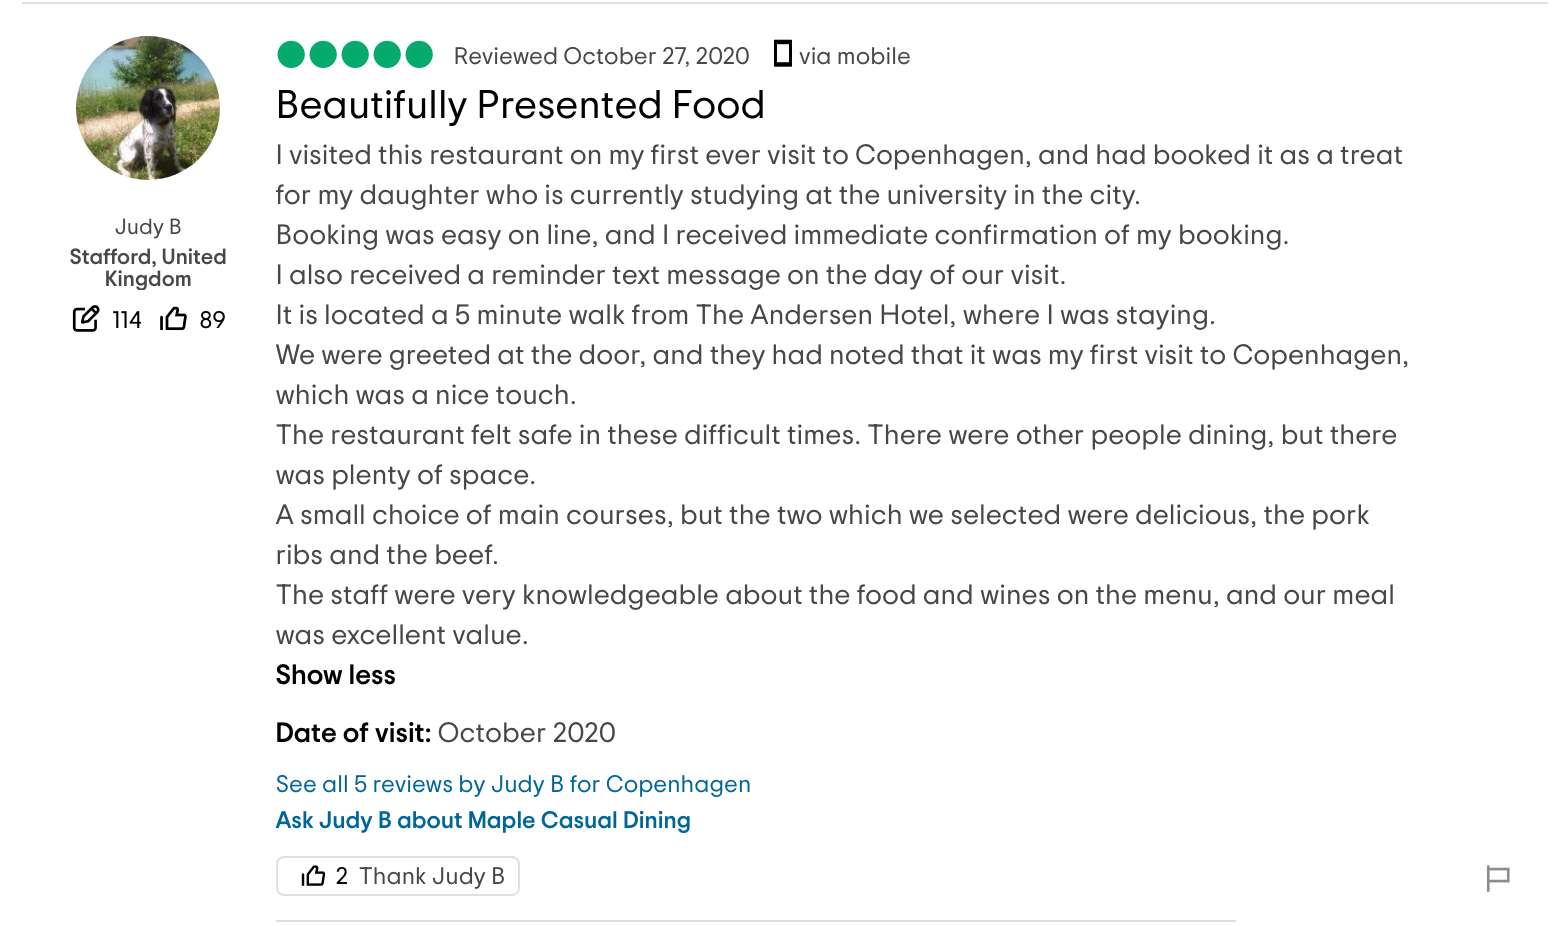 Reviewed October 27, 2020 via mobile
Beautifully Presented Food
I visited this restaurant on my first ever visit to Copenhagen, and had booked it as a treat
for my daughter who is currently studying at the university in the city.
Booking was easy on line, and I received immediate confirmation of my booking.
I also received a reminder text message on the day of our visit.
It is located a 5 minute walk from The Andersen Hotel, where I was staying.
We were greeted at the door, and they had noted that it was my first visit to Copenhagen,
which was a nice touch.
The restaurant felt safe in these difficult times. There were other people dining, but there
was plenty of space.
A small choice of main courses, but the two which we selected were delicious, the pork
ribs and the beef.
The staff were very knowledgeable about the food and wines on the menu, and our meal
was excellent value.
Show less
Date of visit: October 2020
See all 5 reviews by Judy B for Copenhagen
Ask Judy B about Maple Casual Dining
2 Thank Judy B
Judy B
Stafford, United
Kingdom
114 89